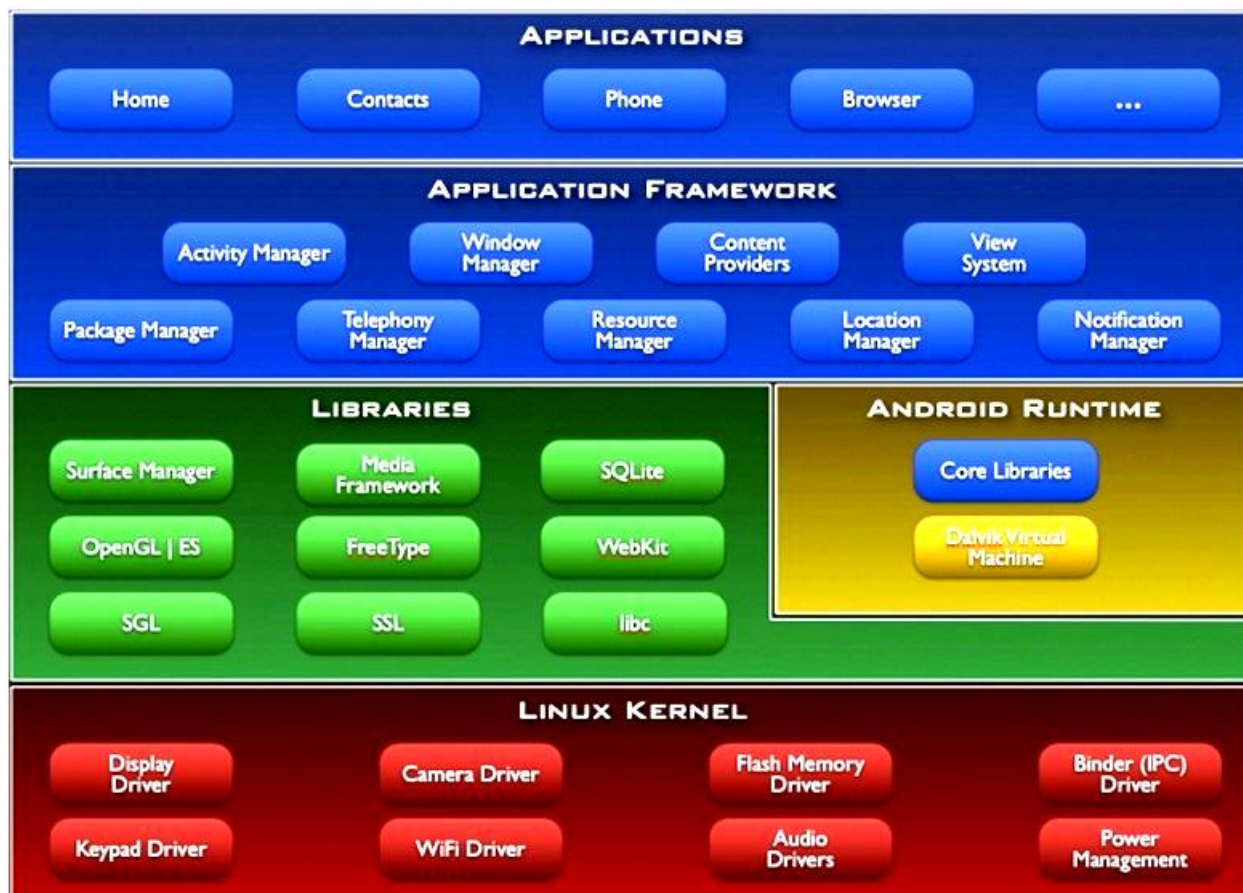 APPLICATIONS
Home
Contacts
Phone
Browser
...
APPLICATION FRAMEWORK
Activity Manager
Window
Manager
Content
Providers
View
System
Package Manager
Telephony
Manager
Resource
Manager
Location
Manager
Notification
Manager
LIBRARIES
Surface Manager
Media
Framework
SQLite
OpenGL | ES
FreeType
WebKit
SGL
SSL
libc
ANDROID RUNTIME
Core Libraries
Dalvik Virtual
Machine
LINUX KERNEL
Display
Driver
Camera Driver
Flash Memory
Driver
Binder (IPC)
Driver
Keypad Driver
WiFi Driver
Audio
Drivers
Power
Management